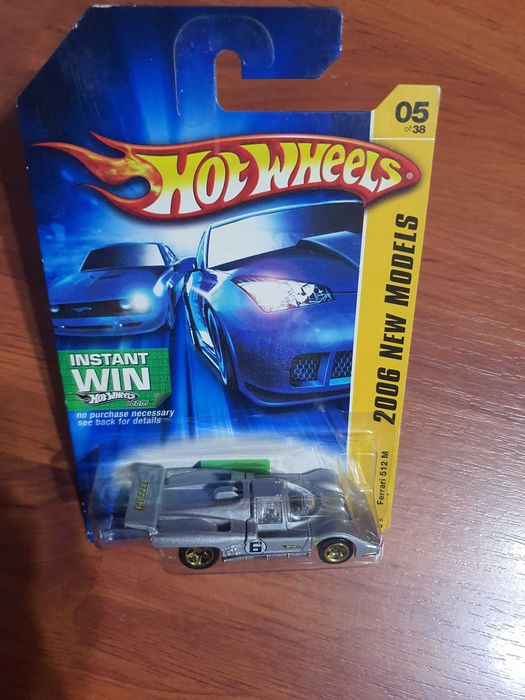 05
of 38
HOT WHEELS®
2006 NEW MODELS
INSTANT
WIN
HOT WHEELS
.com
no purchase necessary
see back for details
Ferrari 512 M
6